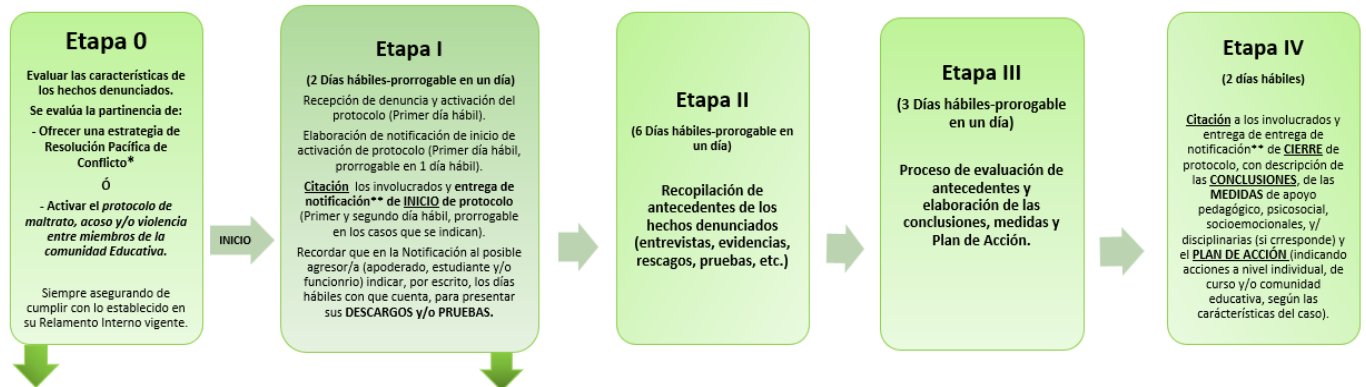 Etapa 0
Evaluar las características de
los hechos denunciados.
Se evalúa la partinencia de:
- Ofrecer una estrategia de
Resolución Pacífica de
Conflicto*
ó
- Activar el protocolo de
maltrato, acoso y/o violencia
entre miembros de la
comunidad Educativa.
Siempre asegurando de
cumplir con lo establecido en
su Relamento Interno vigente.
INICIO
Etapa I
(2 Días hábiles-prorrogable en un día)
Recepción de denuncia y activación del
protocolo (Primer día hábil).
Elaboración de notificación de inicio de
activación de protocolo (Primer día hábil,
prorrogable en 1 día hábil).
Citación los involucrados y entrega de
notificación** de INICIO de protocolo
(Primer y segundo día hábil, prorrogable
en los casos que se indican).
Recordar que en la Notificación al posible
agresor/a (apoderado, estudiante y/o
funcionrio) indicar, por escrito, los días
hábiles con que cuenta, para presentar
sus DESCARGOS y/o PRUEBAS.
Etapa II
(6 Días hábiles-prorogable en
un día)
Recopilación de
antecedentes de los
hechos denunciados
(entrevistas, evidencias,
rescagos, pruebas, etc.)
Etapa III
(3 Días hábiles-prorogable
en un día)
Proceso de evaluación de
antecedentes y
elaboración de las
conclusiones, medidas y
Plan de Acción.
Etapa IV
(2 días hábiles)
Citación a los involucrados y
entrega de entrega de
notificación** de CIERRE de
protocolo, con descripción de
las CONCLUSIONES, de las
MEDIDAS de apoyo
pedagógico, psicosocial,
socioemocionales, y/
disciplinarias (si crresponde) y
el PLAN DE ACCIÓN (indicando
acciones a nivel individual, de
curso y/o comunidad
educativa, según las
carácterísticas del caso).